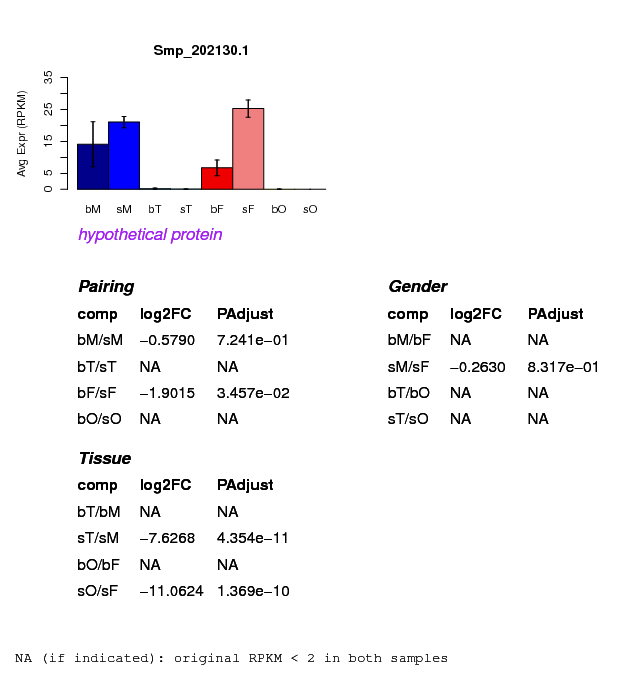 Smp_202130.1
Avg Expr (RPKM)
35
25
15
5
0
bM sM bT sT bF sF bO sO
hypothetical protein
Pairing
comp log2FC PAdjust
bM/sM −0.5790 7.241e−01
bT/sT NA NA
bF/sF −1.9015 3.457e−02
bO/sO NA NA
Gender
comp log2FC PAdjust
bM/bF NA NA
sM/sF −0.2630 8.317e−01
bT/bO NA NA
sT/sO NA NA
Tissue
comp log2FC PAdjust
bT/bM NA NA
sT/sM −7.6268 4.354e−11
bO/bF NA NA
sO/sF −11.0624 1.369e−10
NA (if indicated): original RPKM < 2 in both samples